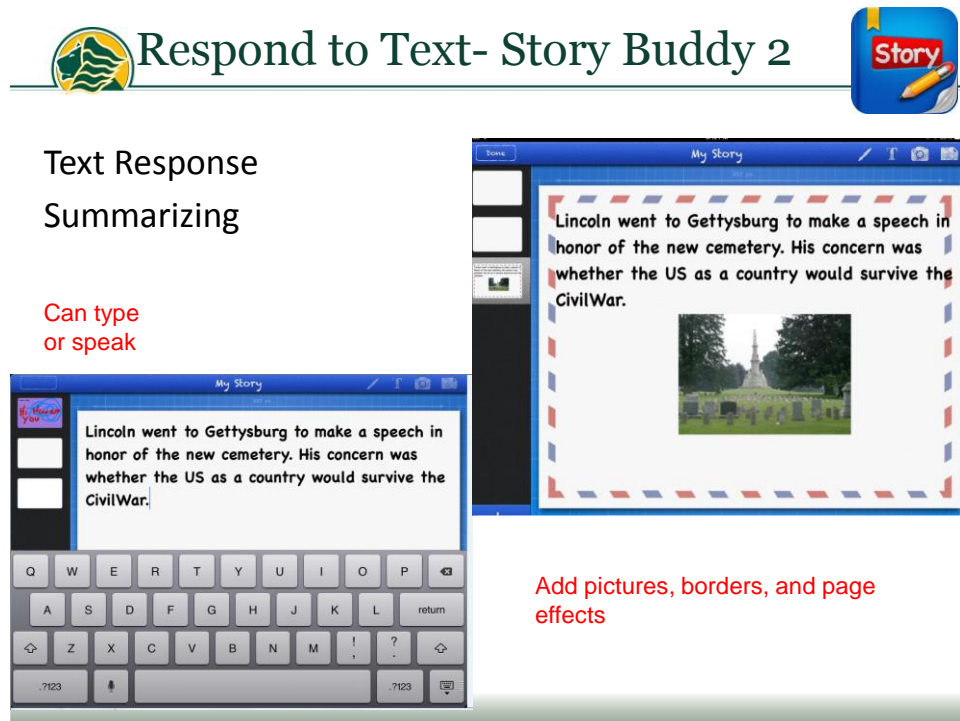 Respond to Text- Story Buddy 2
Story
Text Response
Summarizing
Can type
or speak
My Story
Lincoln went to Gettysburg to make a speech in
honor of the new cemetery. His concern was
whether the US as a country would survive the
CivilWar.
Q W E R T Y U I O P
A S D F G H J K L return
Z X C V B N M ! , ? .
.?123 .?123
Done
My Story
T
Lincoln went to Gettysburg to make a speech in
honor of the new cemetery. His concern was
whether the US as a country would survive the
CivilWar.
Add pictures, borders, and page
effects